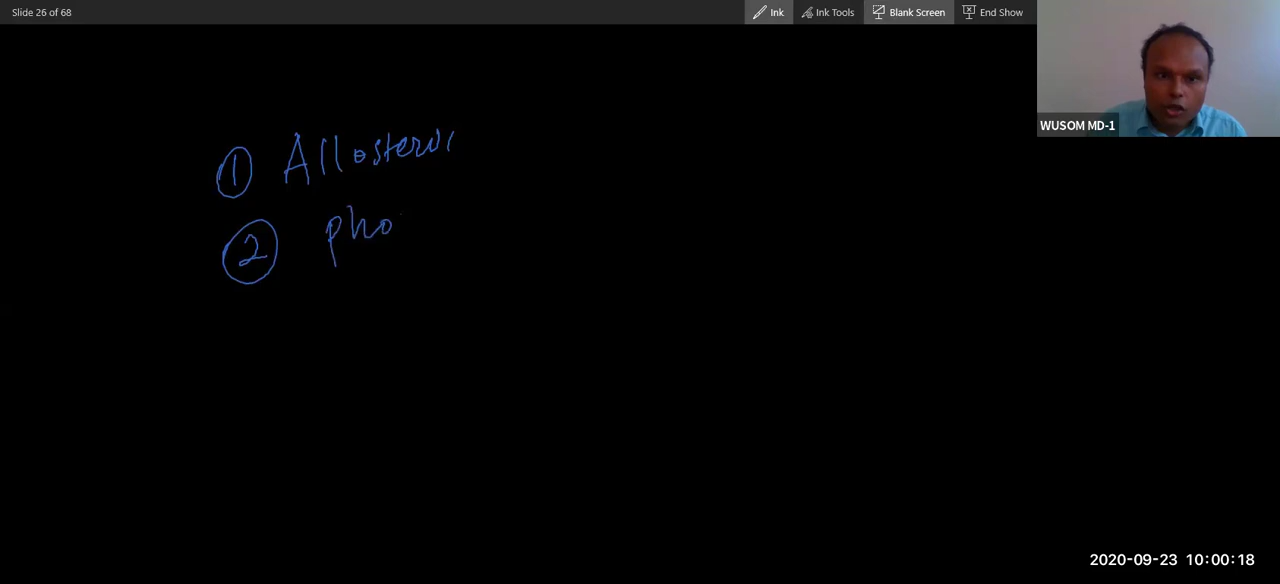 Slide 26 of 68
Ink Ink Tools Blank Screen End Show
WUSOM MD-1
1 Allosteric
2 pho
2020-09-23 10:00:18